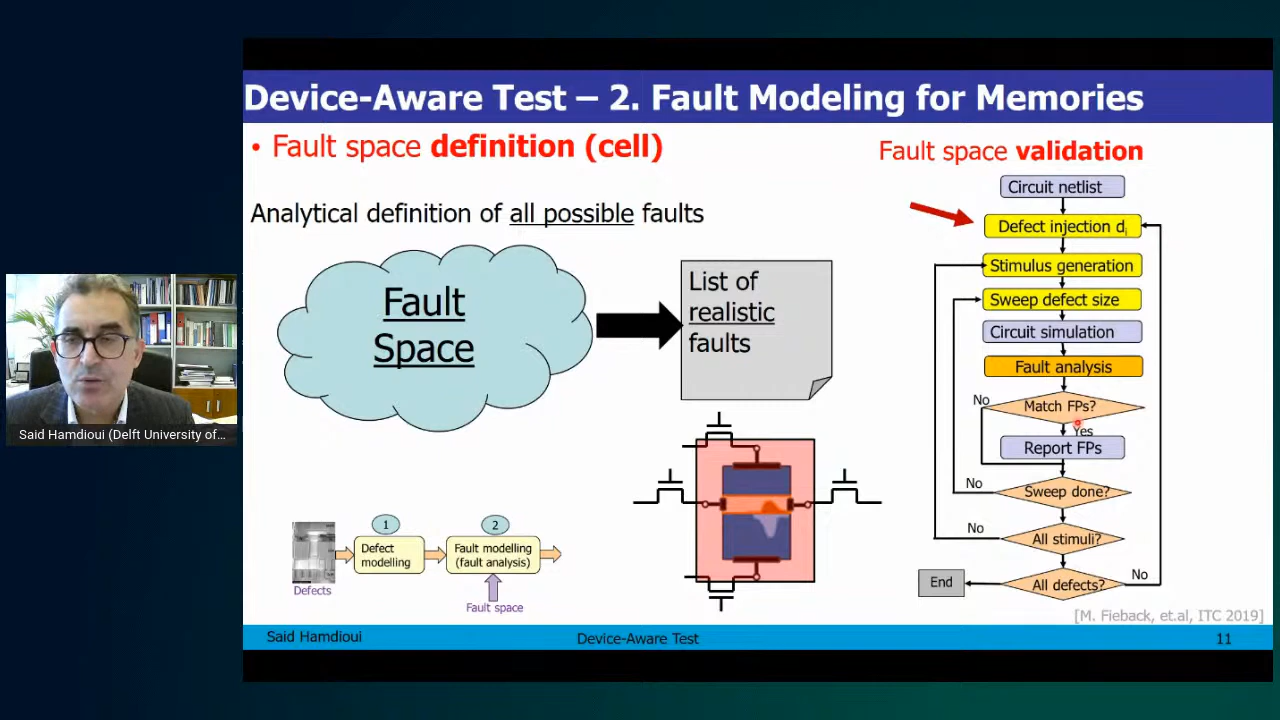 Device-Aware Test – 2. Fault Modeling for Memories
• Fault space definition (cell)
Analytical definition of all possible faults
Fault
Space
List of
realistic
faults
Defects
1
Defect
modelling
2
Fault modelling
(fault analysis)
Fault space
Fault space validation
Circuit netlist
Defect injection di
Stimulus generation
Sweep defect size
Circuit simulation
Fault analysis
No
Match FPs?
Yes
Report FPs
No
Sweep done?
No
All stimuli?
All defects?
No
End
[M. Fieback, et.al, ITC 2019]
Said Hamdioui
Device-Aware Test
11
Said Hamdioui (Delft University of...